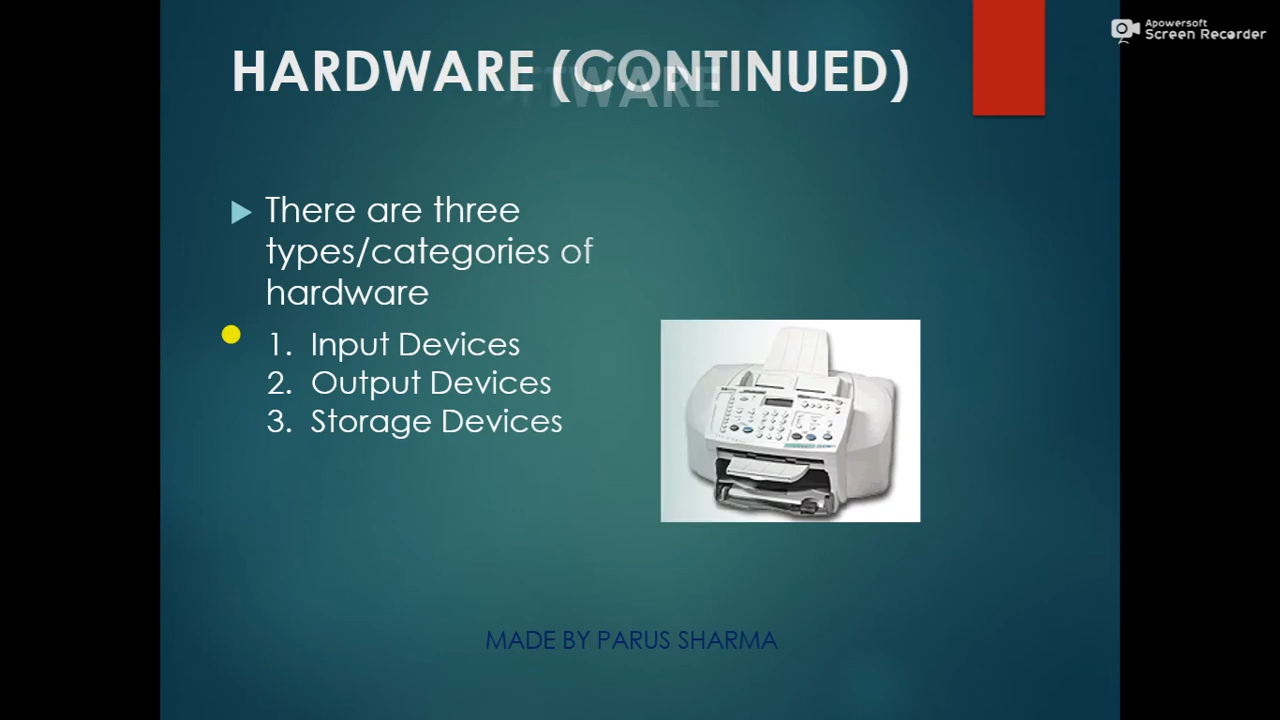 Apowersoft
Screen Recorder
HARDWARE (CONTINUED)
There are three
types/categories of
hardware
1. Input Devices
2. Output Devices
3. Storage Devices
MADE BY PARUS SHARMA